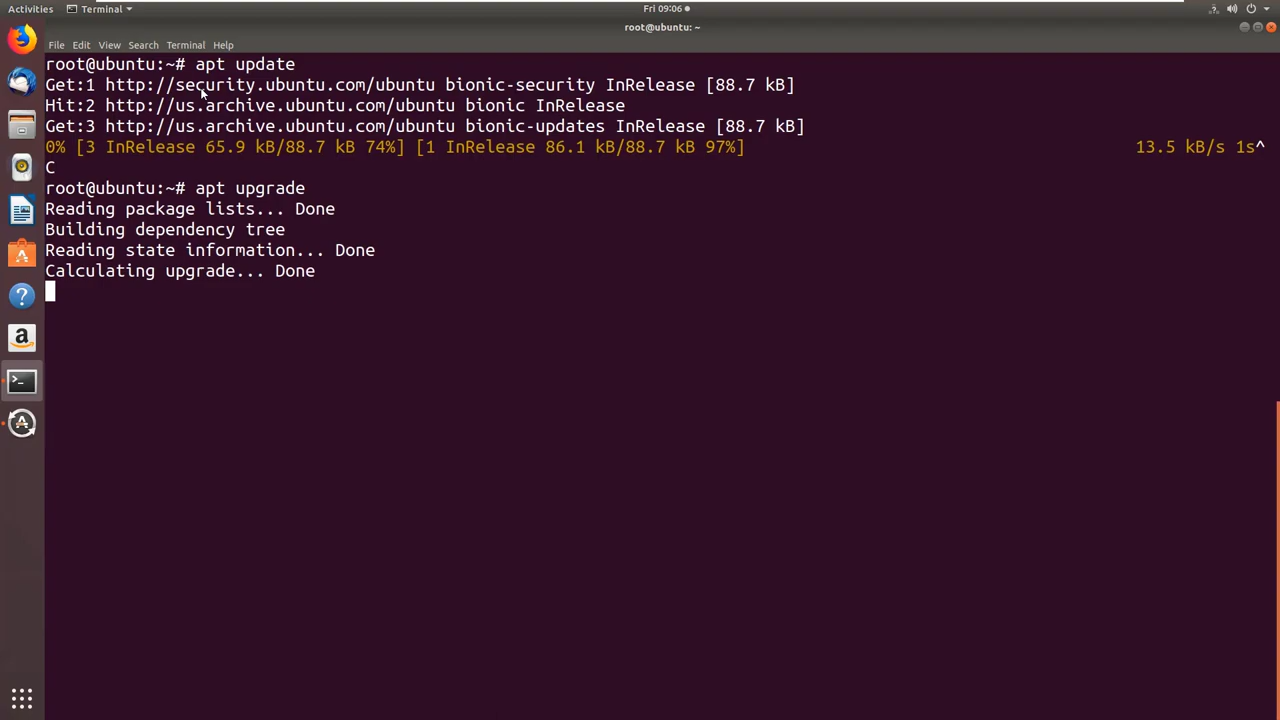 Activities Terminal Fri 09:06
root@ubuntu: ~
File Edit View Search Terminal Help
root@ubuntu:~# apt update
Get:1 http://security.ubuntu.com/ubuntu bionic-security InRelease [88.7 kB]
Hit:2 http://us.archive.ubuntu.com/ubuntu bionic InRelease
Get:3 http://us.archive.ubuntu.com/ubuntu bionic-updates InRelease [88.7 kB]
0% [3 InRelease 65.9 kB/88.7 kB 74%] [1 InRelease 86.1 kB/88.7 kB 97%] 13.5 kB/s 1s^
C
root@ubuntu:~# apt upgrade
Reading package lists... Done
Building dependency tree
Reading state information... Done
Calculating upgrade... Done